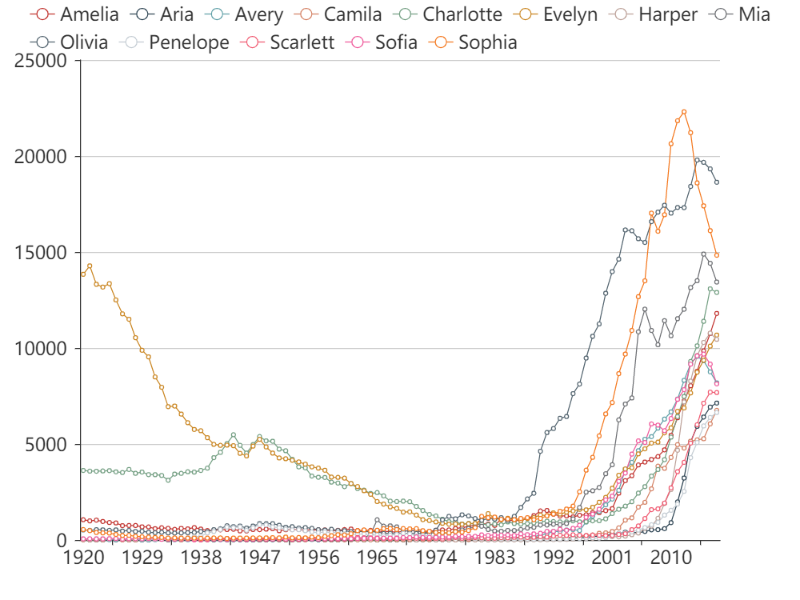 Amelia Aria Avery Camila Charlotte Evelyn Harper Mia
Olivia Penelope Scarlett Sofia Sophia
25000
20000
15000
10000
5000
0
1920 1929 1938 1947 1956 1965 1974 1983 1992 2001 2010